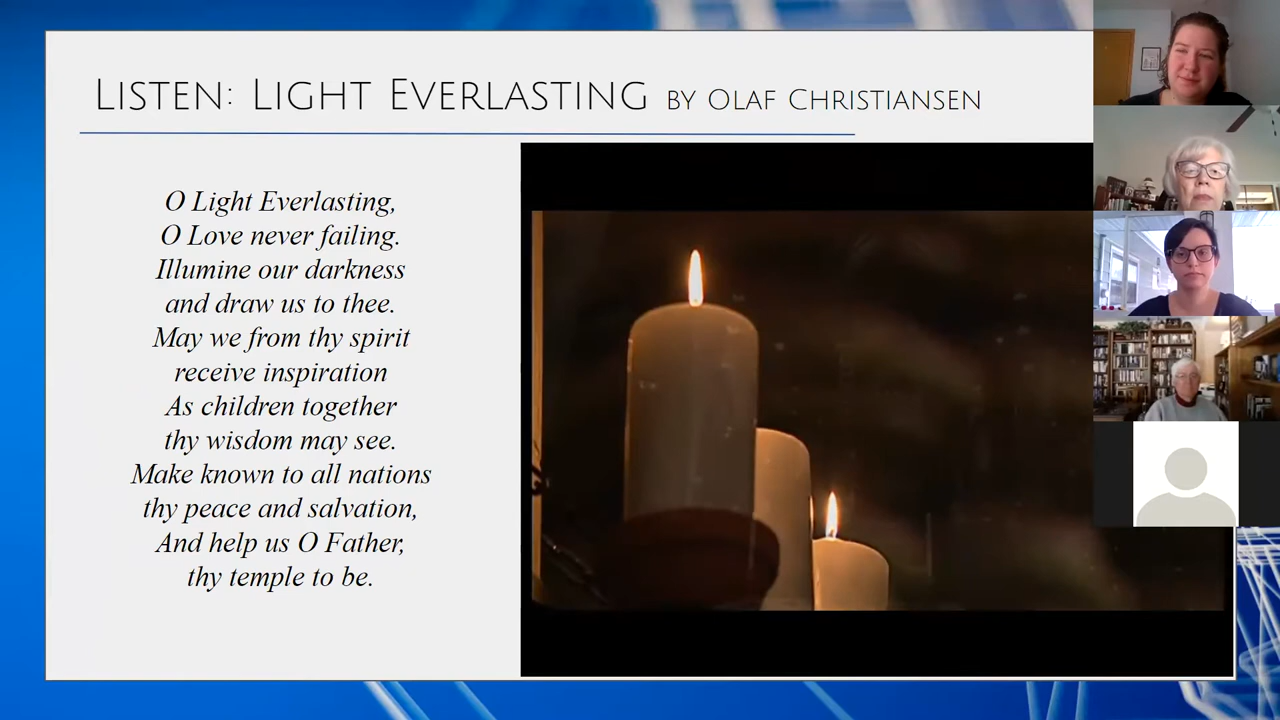 LISTEN: LIGHT EVERLASTING BY OLAF CHRISTIANSEN
O Light Everlasting,
O Love never failing.
Illumine our darkness
and draw us to thee.
May we from thy spirit
receive inspiration
As children together
thy wisdom may see.
Make known to all nations
thy peace and salvation,
And help us O Father,
thy temple to be.